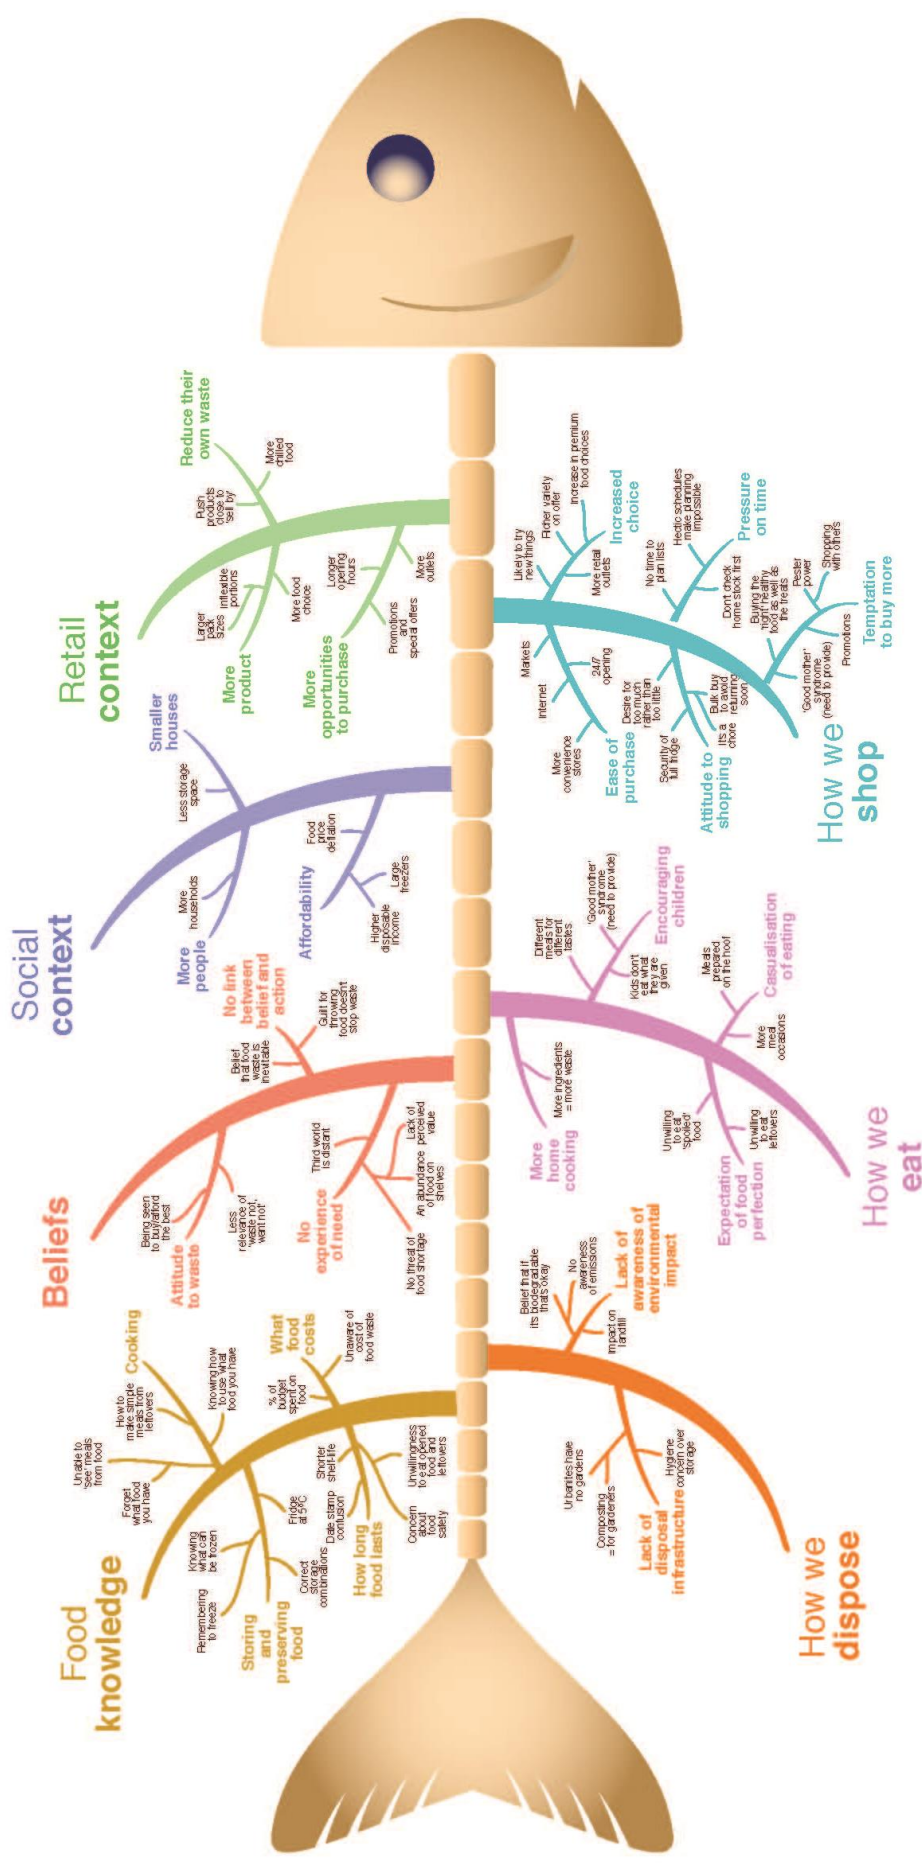 Food
knowledge
Cooking
Unable to
'see' meals
from food
How to
make simple
meals from
leftovers
Forget
what food
you have
Knowing how
to use what
food you have
Storing
and
preserving
food
Knowing
what can
be frozen
Remembering
to freeze
Fridge
at 5ºC
Correct
storage
combinations
What
food
costs
% of
budget
spent on
food
Unaware of
cost of
food waste
How long
food lasts
Shorter
shelf-life
Date stamp
confusion
Unwillingness
to eat opened
food and
leftovers
Concern
about
food
safety
Beliefs
Attitude
to waste
Being seen
to buy/afford
the best
Less
relevance of
'waste not,
want not'
No link
between
belief and
action
Belief
that food
waste is
inevitable
Guilt for
throwing
food doesn't
stop waste
No
experience
of need
Third world
is distant
Lack of
perceived
value
An abundance
of food on
shelves
No threat of
food shortage
Social
context
More
people
More
households
Smaller
houses
Less storage
space
Affordability
Food
price
deflation
Large
freezers
Higher
disposable
income
Retail
context
Reduce their
own waste
Push
products
close to
'sell by'
More
chilled
food
More
product
Larger
pack
sizes
Inflexible
portions
More food
choice
More
opportunities
to purchase
Longer
opening
hours
More
outlets
Promotions
and
special offers
How we
dispose
Lack of
disposal
infrastructure
Urbanites have
no gardens
Composting
= for gardeners
Hygiene
concern over
storage
Lack of
awareness of
environmental
impact
Belief that if
it's biodegradable
that's okay
No
awareness
of emissions
Impact on
landfill
How we
eat
More
home
cooking
More ingredients
= more waste
Encouraging
children
Different
meals for
different
tastes
'Good mother'
syndrome
(need to provide)
Kids don't
eat what
they are
given
Expectation
of food
perfection
Unwilling
to eat
'spoiled'
food
Unwilling
to eat
leftovers
Casualisation
of eating
Meals
prepared
on the hoof
More
meal
occasions
How we
shop
Ease of
purchase
Markets
Internet
More
convenience
stores
24/7
opening
Increased
choice
Likely to try
new things
Richer variety
on offer
Increase in premium
food choices
More retail
outlets
Attitude to
shopping
Desire for
too much
rather than
too little
Security of
full fridge
It's a
chore
Bulk buy
to avoid
returning
soon
Pressure
on time
No time to
plan lists
Hectic schedules
make planning
impossible
Don't check
home stock first
Temptation
to buy more
Buying the
'right' healthy
food as well as
the treats
Pester
power
Shopping
with others
'Good mother'
syndrome
(need to provide)
Promotions